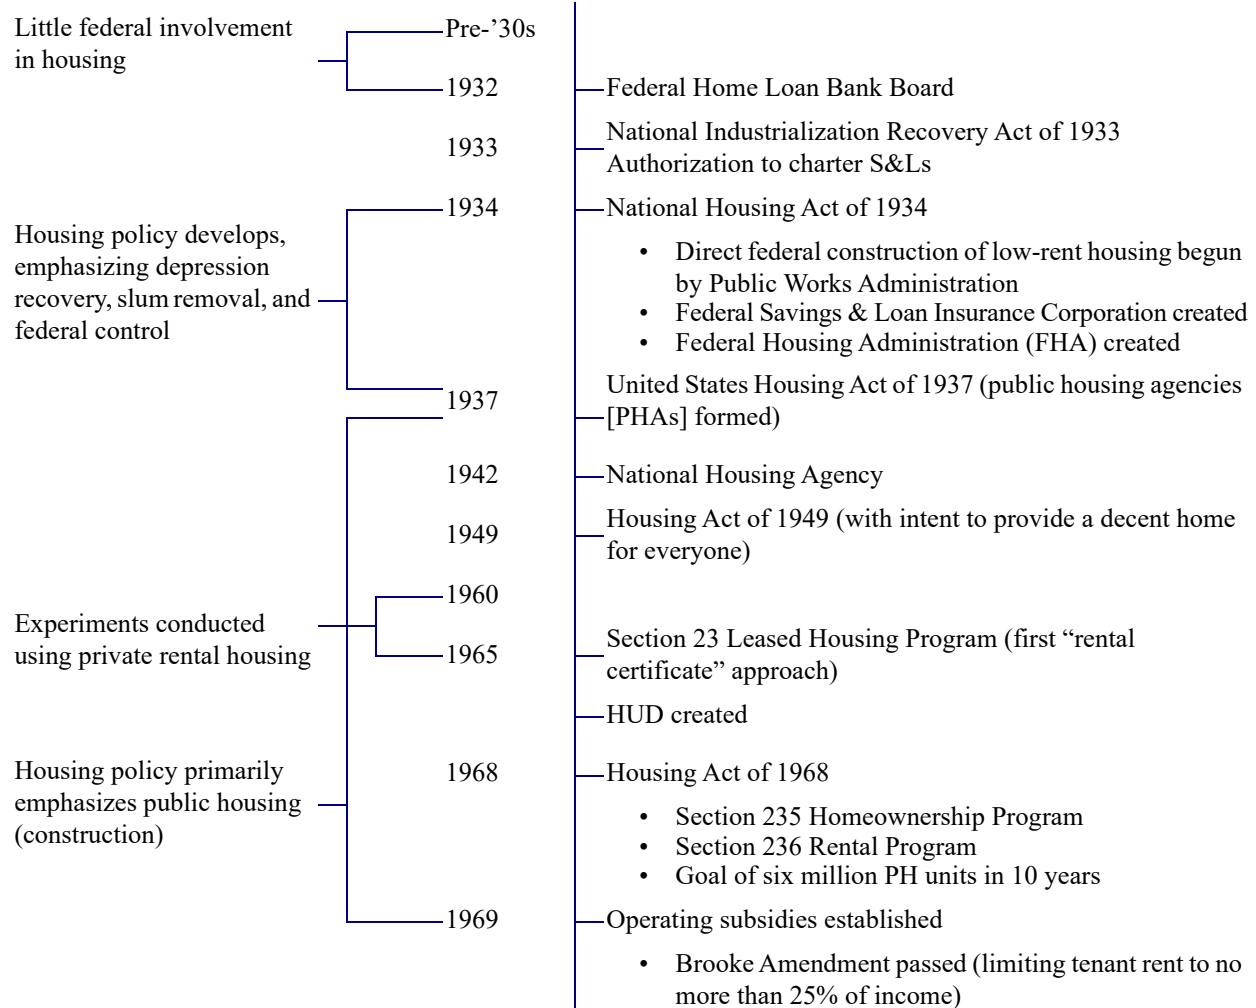 Little federal involvement
in housing
Pre-’30s
1932
Federal Home Loan Bank Board
1933
National Industrialization Recovery Act of 1933
Authorization to charter S&Ls
1934
National Housing Act of 1934
Housing policy develops,
emphasizing depression
recovery, slum removal, and
federal control
• Direct federal construction of low-rent housing begun
by Public Works Administration
• Federal Savings & Loan Insurance Corporation created
• Federal Housing Administration (FHA) created
1937
United States Housing Act of 1937 (public housing agencies
[PHAs] formed)
1942
National Housing Agency
1949
Housing Act of 1949 (with intent to provide a decent home
for everyone)
1960
Experiments conducted
using private rental housing
1965
Section 23 Leased Housing Program (first “rental
certificate” approach)
HUD created
Housing policy primarily
emphasizes public housing
(construction)
1968
Housing Act of 1968
• Section 235 Homeownership Program
• Section 236 Rental Program
• Goal of six million PH units in 10 years
1969
Operating subsidies established
• Brooke Amendment passed (limiting tenant rent to no
more than 25% of income)